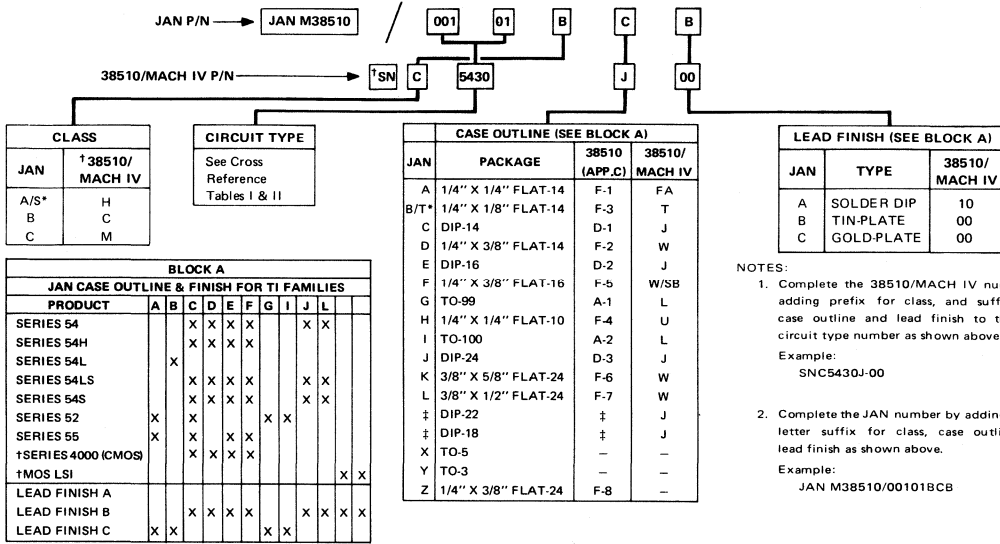 JAN P/N JAN M38510 / 001 01 B C B
38510/MACH IV P/N †SN C 5430 J 00
CLASS
JAN †38510/ MACH IV
A/S* H
B C
C M
CIRCUIT TYPE
See Cross
Reference
Tables I & II
CASE OUTLINE (SEE BLOCK A)
JAN PACKAGE 38510 (APP.C) 38510/ MACH IV
A 1/4" X 1/4" FLAT-14 F-1 FA
B/T* 1/4" X 1/8" FLAT-14 F-3 T
C DIP-14 D-1 J
D 1/4" X 3/8" FLAT-14 F-2 W
E DIP-16 D-2 J
F 1/4" X 3/8" FLAT-16 F-5 W/SB
G TO-99 A-1 L
H 1/4" X 1/4" FLAT-10 F-4 U
I TO-100 A-2 L
J DIP-24 D-3 J
K 3/8" X 5/8" FLAT-24 F-6 W
L 3/8" X 1/2" FLAT-24 F-7 W
‡ DIP-22 ‡ J
‡ DIP-18 ‡ J
X TO-5 – –
Y TO-3 – –
Z 1/4" X 3/8" FLAT-24 F-8 –
LEAD FINISH (SEE BLOCK A)
JAN TYPE 38510/ MACH IV
A SOLDER DIP 10
B TIN-PLATE 00
C GOLD-PLATE 00
BLOCK A
JAN CASE OUTLINE & FINISH FOR TI FAMILIES
PRODUCT A B C D E F G I J L
SERIES 54 X X X X X X
SERIES 54H X X X X
SERIES 54L X
SERIES 54LS X X X X X X
SERIES 54S X X X X X X
SERIES 52 X X X X
SERIES 55 X X X X
†SERIES 4000 (CMOS) X X X X
†MOS LSI X X
LEAD FINISH A
LEAD FINISH B X X X X X X X X
LEAD FINISH C X X X X
NOTES:
1. Complete the 38510/MACH IV nu
adding prefix for class, and suff
case outline and lead finish to t
circuit type number as shown above
Example:
SNC5430J-00
2. Complete the JAN number by addin
letter suffix for class, case outli
lead finish as shown above.
Example:
JAN M38510/00101BCB